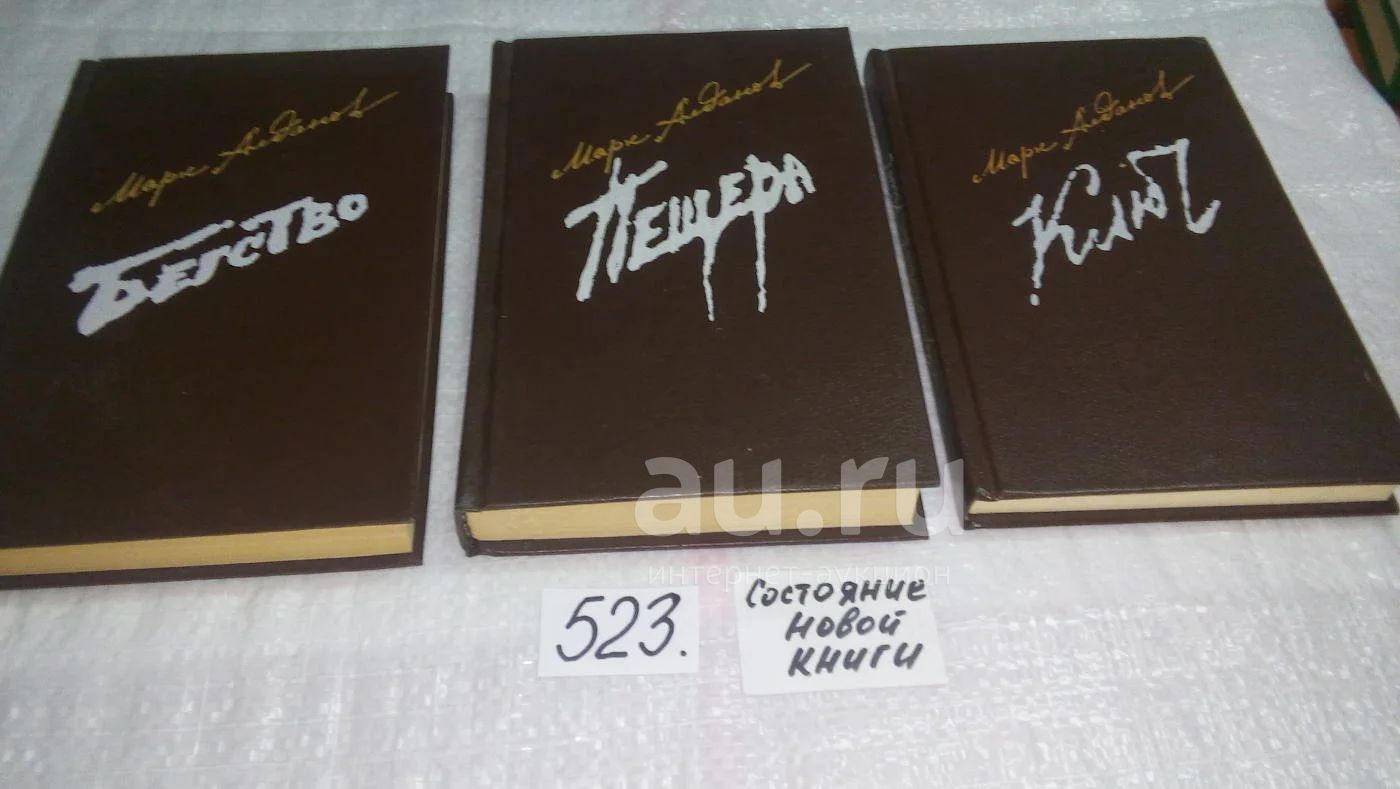 Марк Алданов
Бегство
Марк Алданов
Пещера
Марк Алданов
Ключ
au.ru
интернет-аукцион
523.
Состояние
новой
книги